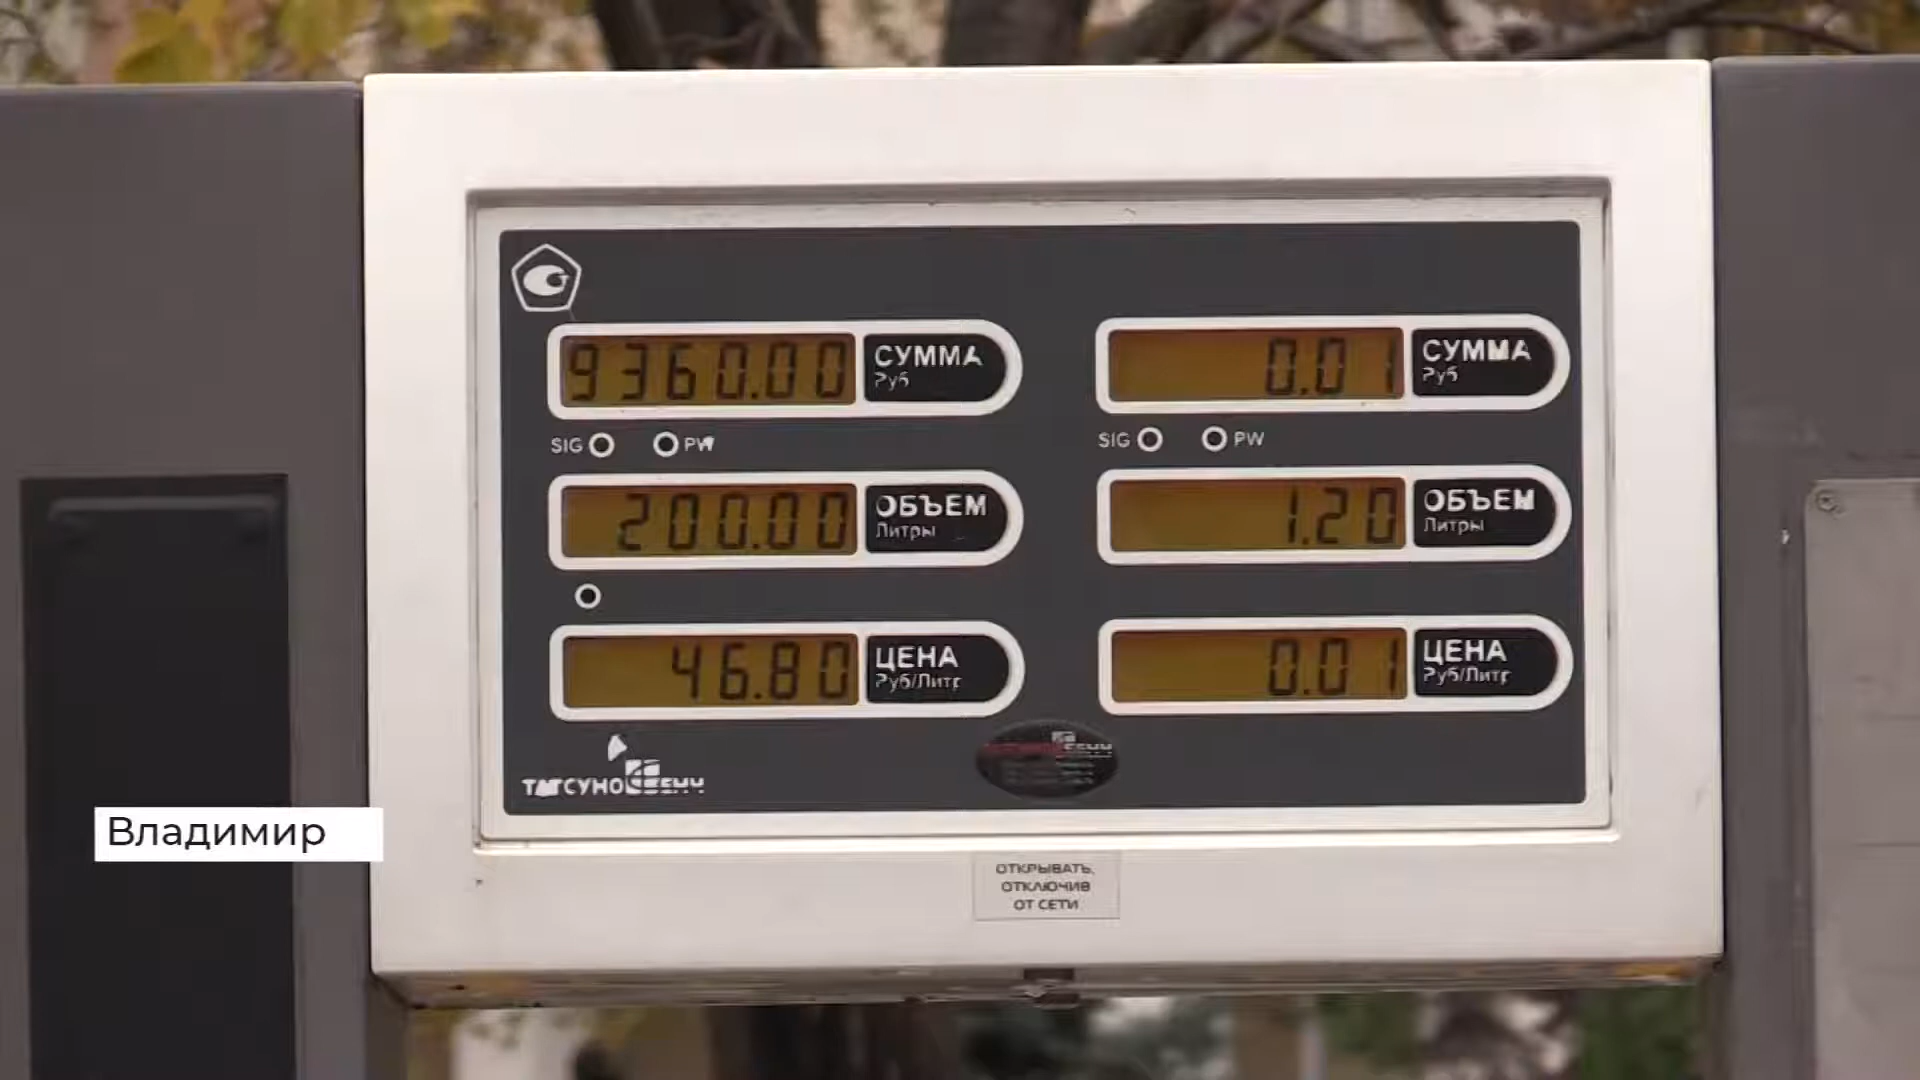 9360.00 СУММА
Руб
0.01 СУММА
Руб
SIG PW
SIG PW
200.00 ОБЪЕМ
Литры
1.20 ОБЪЕМ
Литры
46.80 ЦЕНА
Руб/Литр
0.01 ЦЕНА
Руб/Литр
Владимир
ОТКРЫВАТЬ,
ОТКЛЮЧИВ
ОТ СЕТИ